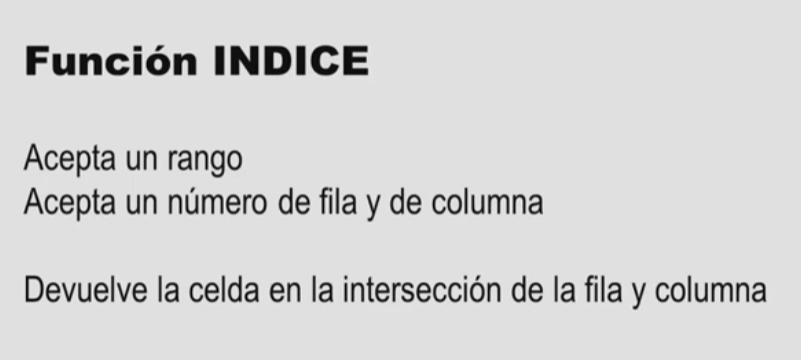 Función INDICE
Acepta un rango
Acepta un número de fila y de columna
Devuelve la celda en la intersección de la fila y columna